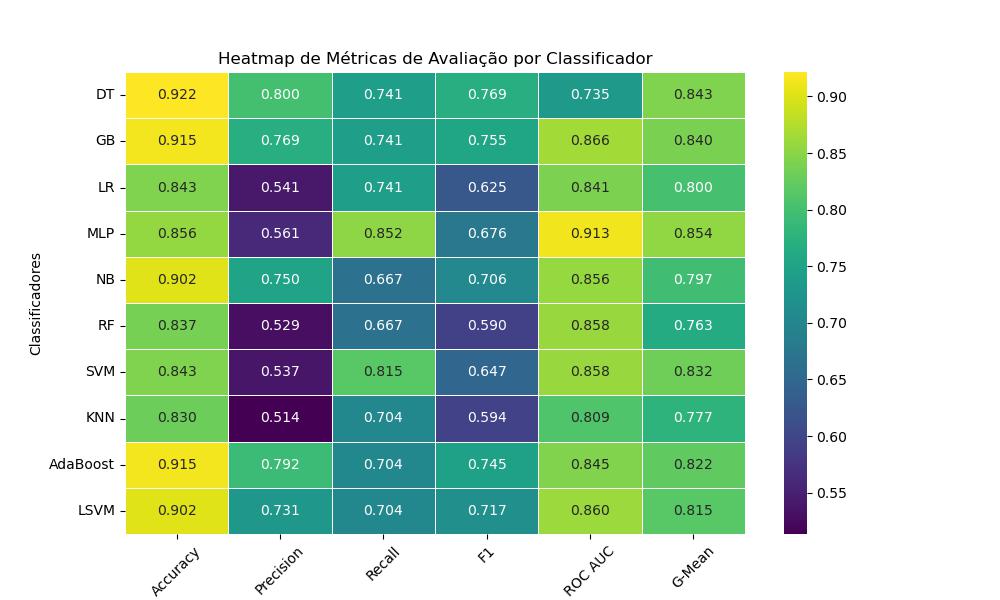 Heatmap de Métricas de Avaliação por Classificador
Classificadores
DT 0.922 0.800 0.741 0.769 0.735 0.843
GB 0.915 0.769 0.741 0.755 0.866 0.840
LR 0.843 0.541 0.741 0.625 0.841 0.800
MLP 0.856 0.561 0.852 0.676 0.913 0.854
NB 0.902 0.750 0.667 0.706 0.856 0.797
RF 0.837 0.529 0.667 0.590 0.858 0.763
SVM 0.843 0.537 0.815 0.647 0.858 0.832
KNN 0.830 0.514 0.704 0.594 0.809 0.777
AdaBoost 0.915 0.792 0.704 0.745 0.845 0.822
LSVM 0.902 0.731 0.704 0.717 0.860 0.815
Accuracy Precision Recall F1 ROC AUC G-Mean
0.90
0.85
0.80
0.75
0.70
0.65
0.60
0.55